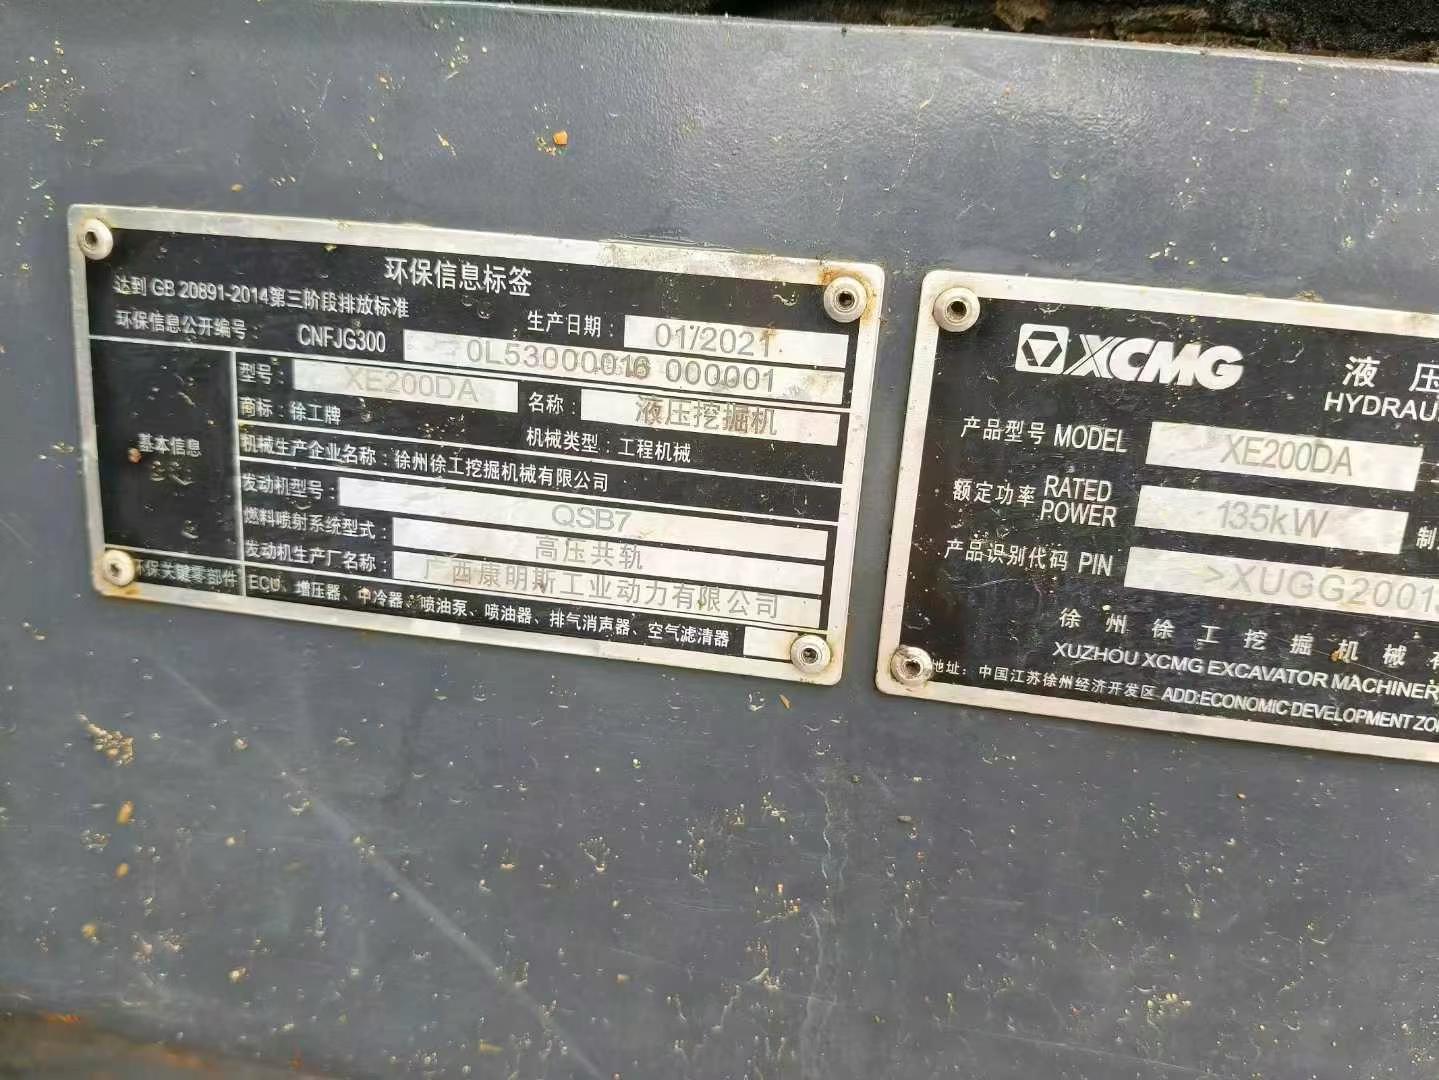 环保信息标签
达到 GB 20891-2014第三阶段排放标准
生产日期： 01/2021
环保信息公开编号： CNFJG300 0L53000016 000001
基本信息
型号： XE200DA 名称： 液压挖掘机
商标：徐工牌 机械类型：工程机械
机械生产企业名称：徐州徐工挖掘机械有限公司
发动机型号： QSB7
燃料喷射系统型式： 高压共轨
发动机生产厂名称： 广西康明斯工业动力有限公司
环保关键零部件 ECU、增压器、中冷器、喷油泵、喷油器、排气消声器、空气滤清器
XCMG 液压
HYDRAU
产品型号 MODEL XE200DA
额定功率 RATED POWER 135kW 制
产品识别代码 PIN >XUGG2001
徐州徐工挖掘机械有
XUZHOU XCMG EXCAVATOR MACHINER
地址：中国江苏徐州经济开发区 ADD:ECONOMIC DEVELOPMENT ZO